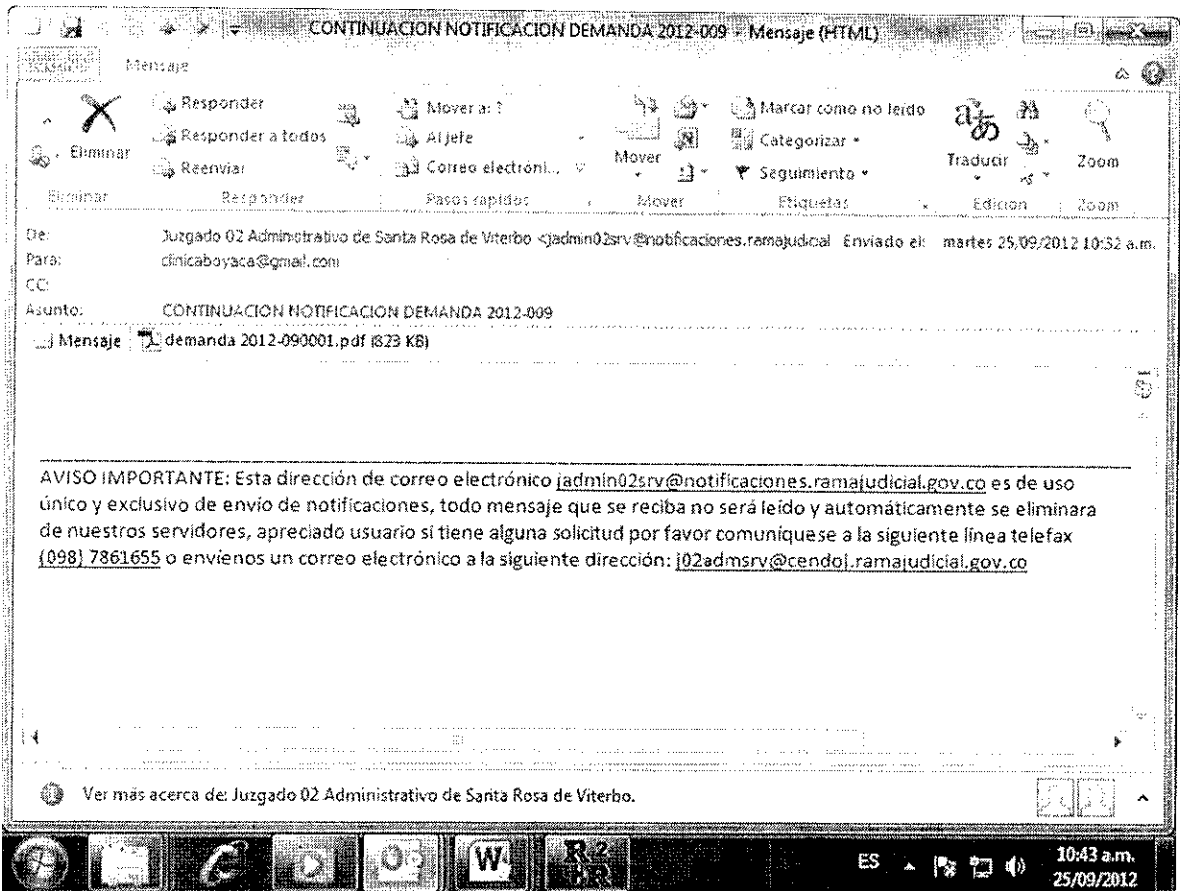 CONTINUACION NOTIFICACION DEMANDA 2012-009 - Mensaje (HTML)
Mensaje
Eliminar
Responder
Responder a todos
Reenviar
Mover a: ?
Al jefe
Correo electróni...
Mover
Marcar como no leído
Categorizar
Seguimiento
Traducir
Zoom
Eliminar
Responder
Pasos rápidos
Mover
Etiquetas
Edición
Zoom
De: Juzgado 02 Administrativo de Santa Rosa de Viterbo <jadmin02srv@notificaciones.ramajudicial Enviado el: martes 25/09/2012 10:32 a.m.
Para: clinicaboyaca@gmail.com
CC:
Asunto: CONTINUACION NOTIFICACION DEMANDA 2012-009
Mensaje demanda 2012-090001.pdf (823 KB)
AVISO IMPORTANTE: Esta dirección de correo electrónico jadmin02srv@notificaciones.ramajudicial.gov.co es de uso
único y exclusivo de envío de notificaciones, todo mensaje que se reciba no será leído y automáticamente se eliminara
de nuestros servidores, apreciado usuario si tiene alguna solicitud por favor comuníquese a la siguiente línea telefax
(098) 7861655 o envíenos un correo electrónico a la siguiente dirección: j02admsrv@cendoj.ramajudicial.gov.co
Ver más acerca de: Juzgado 02 Administrativo de Santa Rosa de Viterbo.
ES
10:43 a.m.
25/09/2012